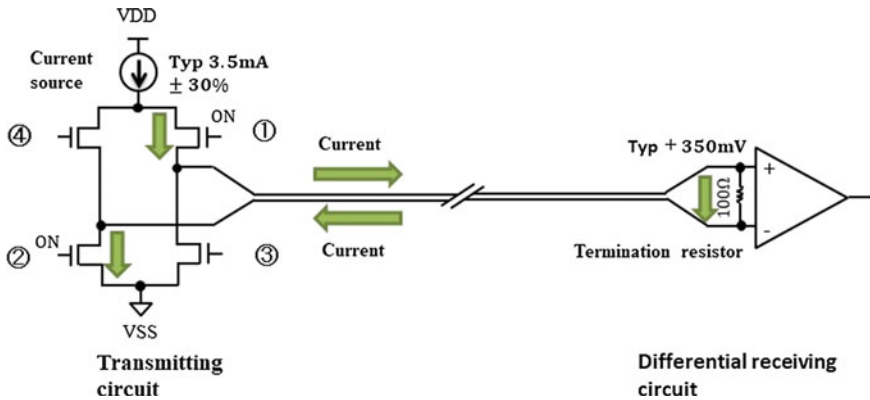 VDD
Current
source
Typ 3.5mA
± 30%
④
ON
①
Current
Typ + 350mV
100Ω
+
-
②
ON
③
Current
Termination resistor
VSS
Transmitting
circuit
Differential receiving
circuit